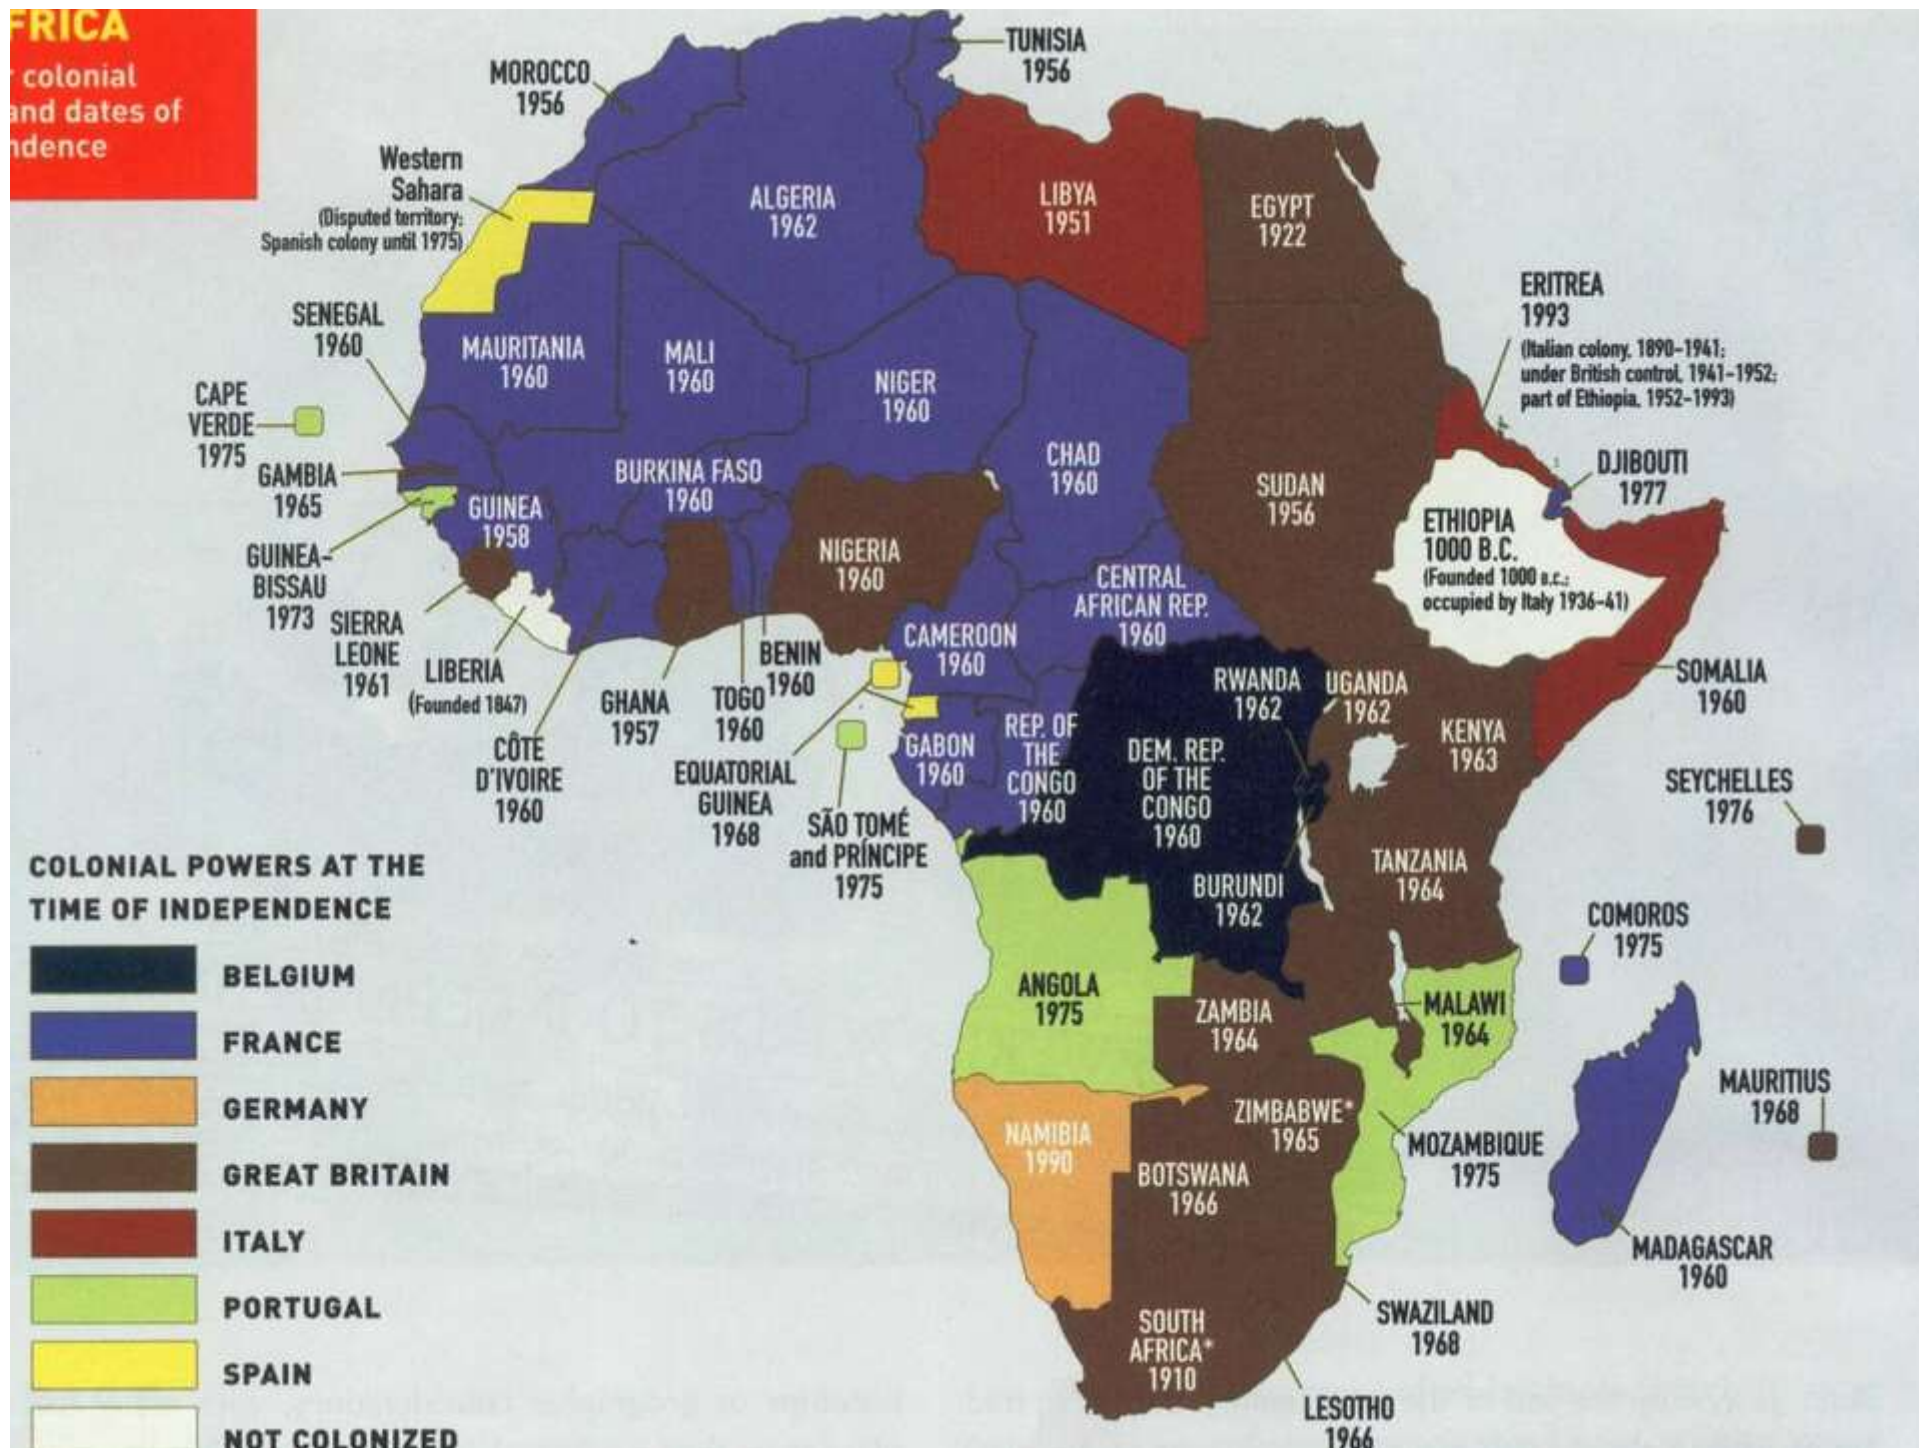 FRICA
colonial
and dates of
ndence
TUNISIA
1956
MOROCCO
1956
Western
Sahara
(Disputed territory;
Spanish colony until 1975)
ALGERIA
1962
LIBYA
1951
EGYPT
1922
ERITREA
1993
(Italian colony, 1890–1941;
under British control, 1941–1952;
part of Ethiopia, 1952–1993)
SENEGAL
1960
MAURITANIA
1960
MALI
1960
NIGER
1960
CAPE
VERDE
1975
GAMBIA
1965
BURKINA FASO
1960
CHAD
1960
SUDAN
1956
DJIBOUTI
1977
GUINEA
1958
ETHIOPIA
1000 B.C.
(Founded 1000 B.C.;
occupied by Italy 1936–41)
GUINEA-
BISSAU
1973
NIGERIA
1960
CENTRAL
AFRICAN REP.
1960
SIERRA
LEONE
1961
LIBERIA
(Founded 1847)
CÔTE
D'IVOIRE
1960
GHANA
1957
TOGO
1960
BENIN
1960
CAMEROON
1960
EQUATORIAL
GUINEA
1968
SÃO TOMÉ
and PRÍNCIPE
1975
GABON
1960
REP. OF
THE
CONGO
1960
DEM. REP.
OF THE
CONGO
1960
RWANDA
1962
UGANDA
1962
KENYA
1963
SOMALIA
1960
SEYCHELLES
1976
BURUNDI
1962
TANZANIA
1964
COMOROS
1975
ANGOLA
1975
ZAMBIA
1964
MALAWI
1964
MAURITIUS
1968
NAMIBIA
1990
ZIMBABWE*
1965
BOTSWANA
1966
MOZAMBIQUE
1975
MADAGASCAR
1960
SOUTH
AFRICA*
1910
SWAZILAND
1968
LESOTHO
1966
COLONIAL POWERS AT THE
TIME OF INDEPENDENCE
BELGIUM
FRANCE
GERMANY
GREAT BRITAIN
ITALY
PORTUGAL
SPAIN
NOT COLONIZED